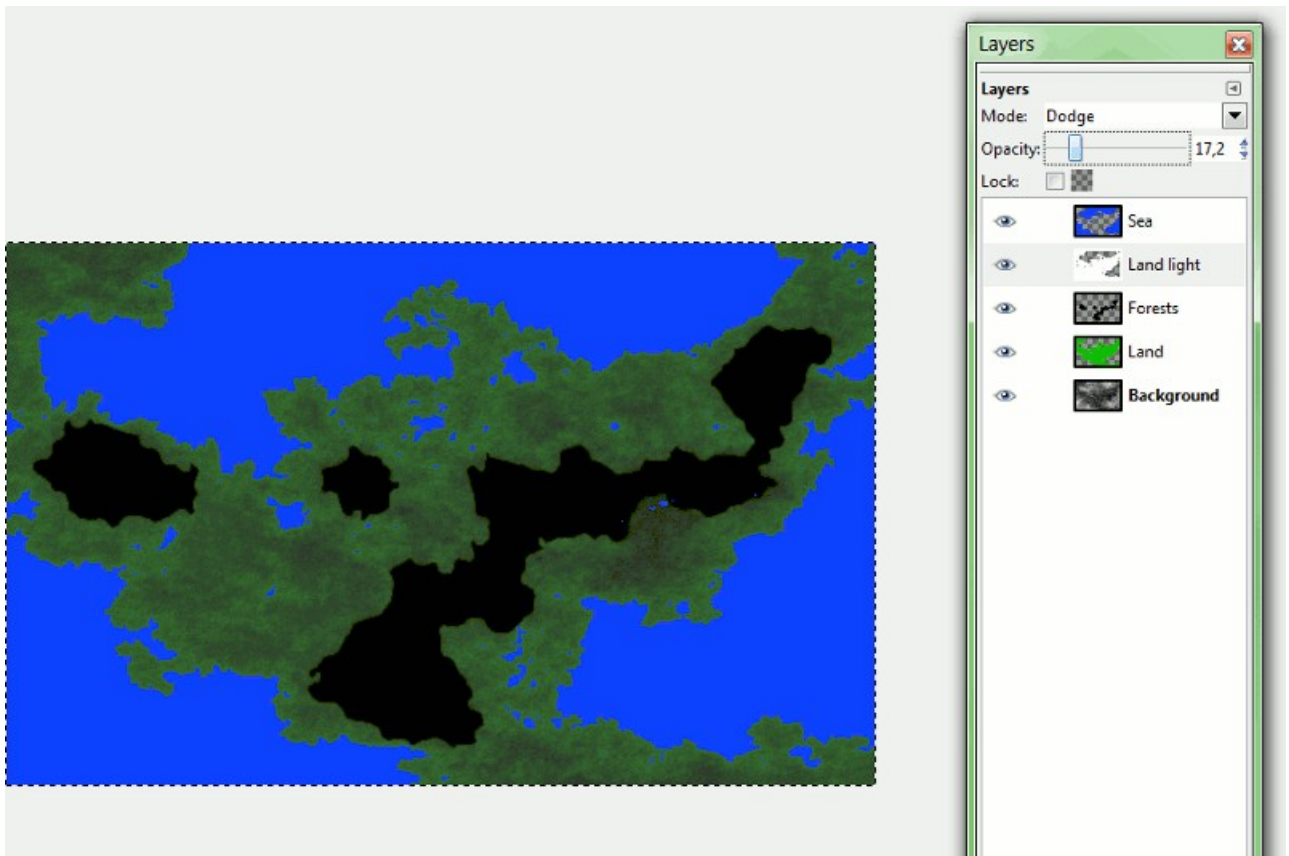 Layers
Layers
Mode: Dodge
Opacity: 17,2
Lock:
Sea
Land light
Forests
Land
Background